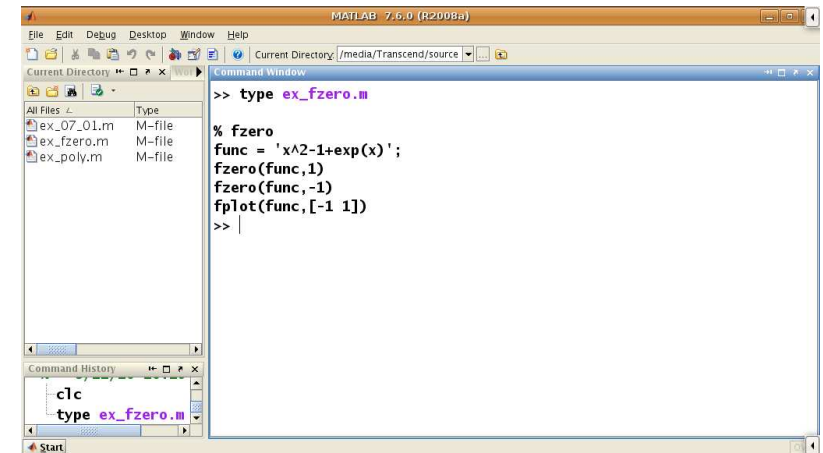 MATLAB 7.6.0 (R2008a)
File Edit Debug Desktop Window Help
Current Directory: /media/Transcend/source
Current Directory
Command Window
All Files Type
ex_07_01.m M-file
ex_fzero.m M-file
ex_poly.m M-file
>> type ex_fzero.m
% fzero
func = 'x^2-1+exp(x)';
fzero(func,1)
fzero(func,-1)
fplot(func,[-1 1])
>>
Command History
clc
type ex_fzero.m
Start